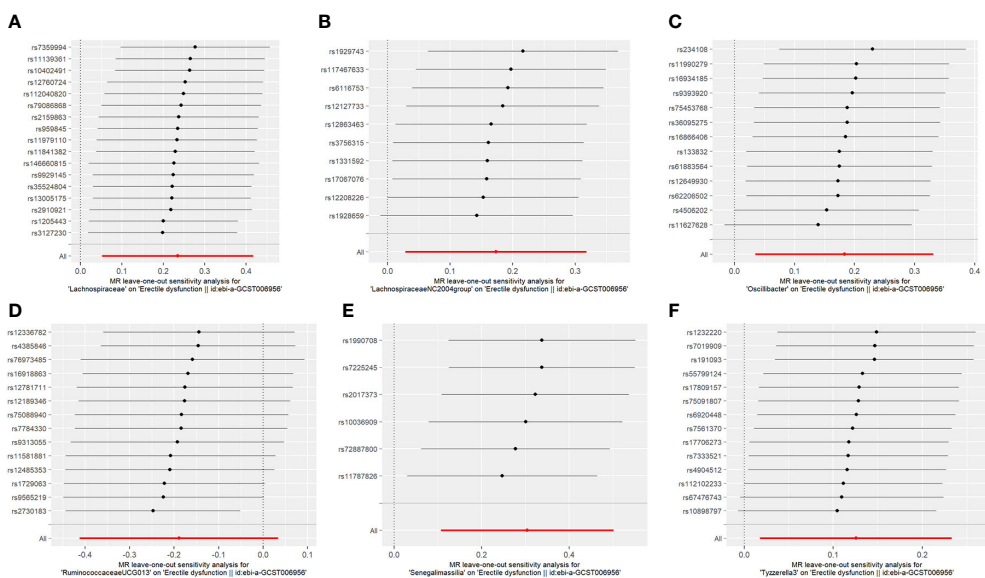 A
rs7359994
rs11139361
rs10402491
rs12760724
rs112040820
rs79086868
rs2159863
rs959845
rs11979110
rs11841382
rs146660815
rs9929145
rs35524804
rs13005175
rs2910921
rs1205443
rs3127230
All
0.0 0.1 0.2 0.3 0.4
MR leave-one-out sensitivity analysis for
'Lachnospiraceae' on 'Erectile dysfunction || id:ebi-a-GCST006956'
B
rs1929743
rs117467633
rs6116753
rs12127733
rs12863463
rs3756315
rs1331592
rs17067076
rs12208226
rs1928659
All
0.0 0.1 0.2 0.3
MR leave-one-out sensitivity analysis for
'LachnospiraceaeNC2004group' on 'Erectile dysfunction || id:ebi-a-GCST006956'
C
rs234108
rs11990279
rs16934185
rs9393920
rs75453768
rs36095275
rs16866406
rs133832
rs61883564
rs12649930
rs62206502
rs4506202
rs11627628
All
0.0 0.1 0.2 0.3 0.4
MR leave-one-out sensitivity analysis for
'Oscillibacter' on 'Erectile dysfunction || id:ebi-a-GCST006956'
D
rs12336782
rs4385846
rs76973485
rs16918863
rs12781711
rs12189346
rs75088940
rs7784330
rs9313055
rs11581881
rs12485353
rs1729063
rs9565219
rs2730183
All
-0.4 -0.3 -0.2 -0.1 0.0 0.1
MR leave-one-out sensitivity analysis for
'RuminococcaceaeUCG013' on 'Erectile dysfunction || id:ebi-a-GCST006956'
E
rs1990708
rs7225245
rs2017373
rs10036909
rs72887800
rs11787826
All
0.0 0.2 0.4
MR leave-one-out sensitivity analysis for
'Senegalimassilia' on 'Erectile dysfunction || id:ebi-a-GCST006956'
F
rs1232220
rs7019909
rs191093
rs55799124
rs17809157
rs75091807
rs6920448
rs7561370
rs17706273
rs7333521
rs4904512
rs112102233
rs67476743
rs10898797
All
0.0 0.1 0.2
MR leave-one-out sensitivity analysis for
'Tyzzerella3' on 'Erectile dysfunction || id:ebi-a-GCST006956'